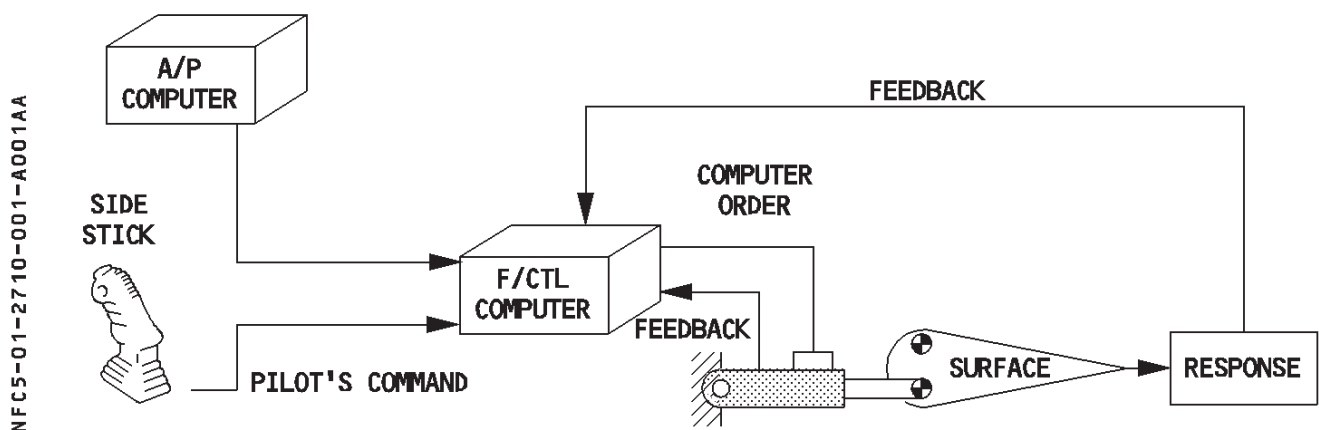 A/P
COMPUTER
FEEDBACK
COMPUTER
ORDER
SIDE
STICK
F/CTL
COMPUTER
FEEDBACK
PILOT'S COMMAND
SURFACE
RESPONSE
NFC5-01-2710-001-A001AA